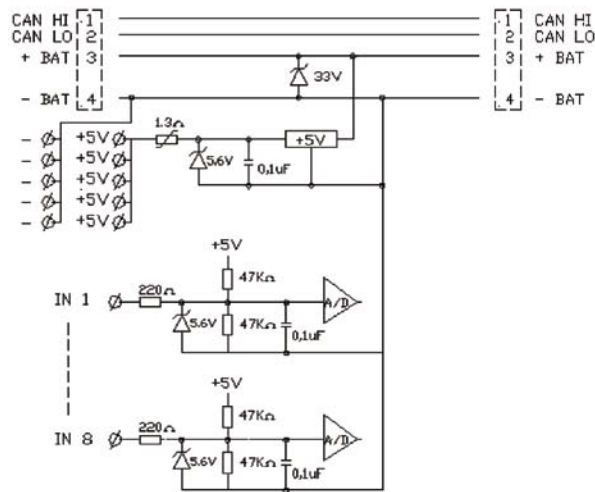 CAN HI 1 1 CAN HI
CAN LO 2 2 CAN LO
+ BAT 3 3 + BAT
33V
- BAT 4 4 - BAT
1.3Ω
- +5V +5V
- +5V 5.6V 0,1uF
- +5V
- +5V
- +5V
+5V
47KΩ
IN 1 220Ω A/D
5.6V 47KΩ 0,1uF
+5V
47KΩ
IN 8 220Ω A/D
5.6V 47KΩ 0,1uF